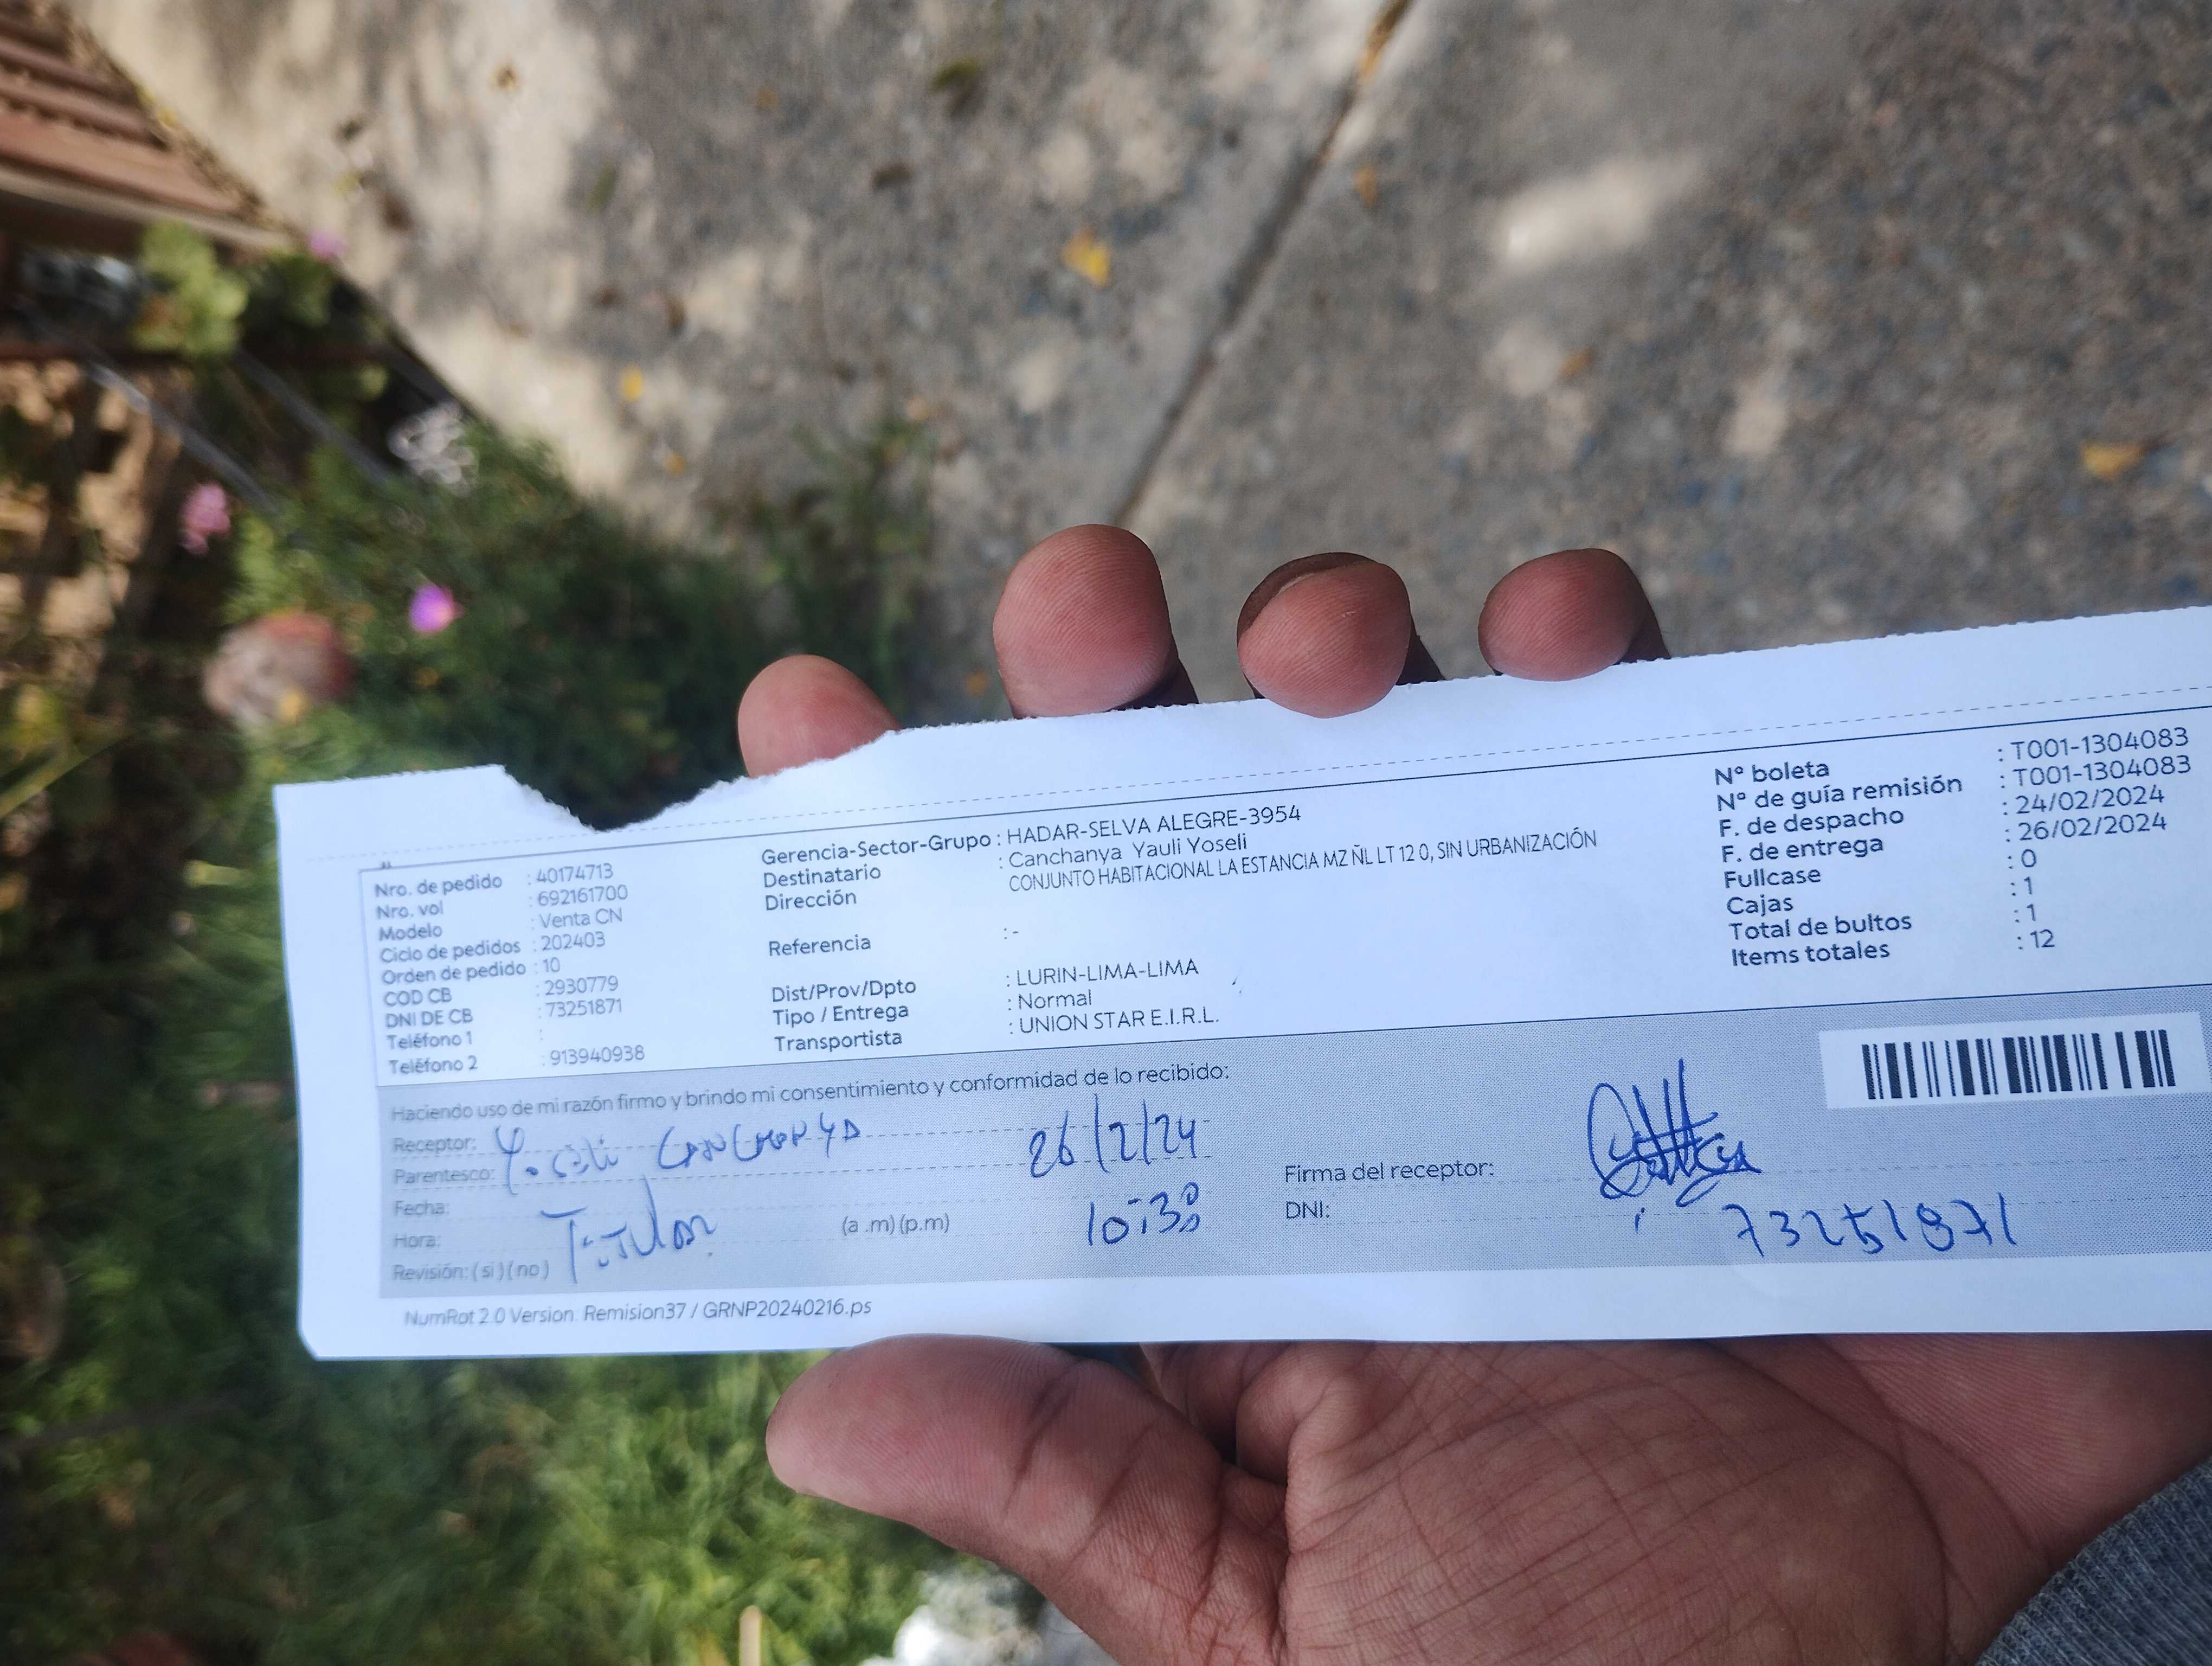 Nro. de pedido : 40174713
Nro. vol : 692161700
Modelo : Venta CN
Ciclo de pedidos : 202403
Orden de pedido : 10
COD CB : 2930779
DNI DE CB : 73251871
Teléfono 1 :
Teléfono 2 : 913940938
Gerencia-Sector-Grupo : HADAR-SELVA ALEGRE-3954
Destinatario : Canchanya Yauli Yoseli
Dirección CONJUNTO HABITACIONAL LA ESTANCIA MZ ÑL LT 12 0, SIN URBANIZACIÓN
Referencia : -
Dist/Prov/Dpto : LURIN-LIMA-LIMA
Tipo / Entrega : Normal
Transportista : UNION STAR E.I.R.L.
N° boleta : T001-1304083
N° de guía remisión : T001-1304083
F. de despacho : 24/02/2024
F. de entrega : 26/02/2024
Fullcase : 0
Cajas : 1
Total de bultos : 1
Items totales : 12
Haciendo uso de mi razón firmo y brindo mi consentimiento y conformidad de lo recibido:
Receptor: Yoseli CANCHANYA
Parentesco: 26/2/24
Fecha:
Hora: Titular (a .m) (p.m) 10:30
Revisión: ( si ) ( no )
Firma del receptor:
DNI: 73251871
NumRot 2.0 Version: Remision37 / GRNP20240216.ps